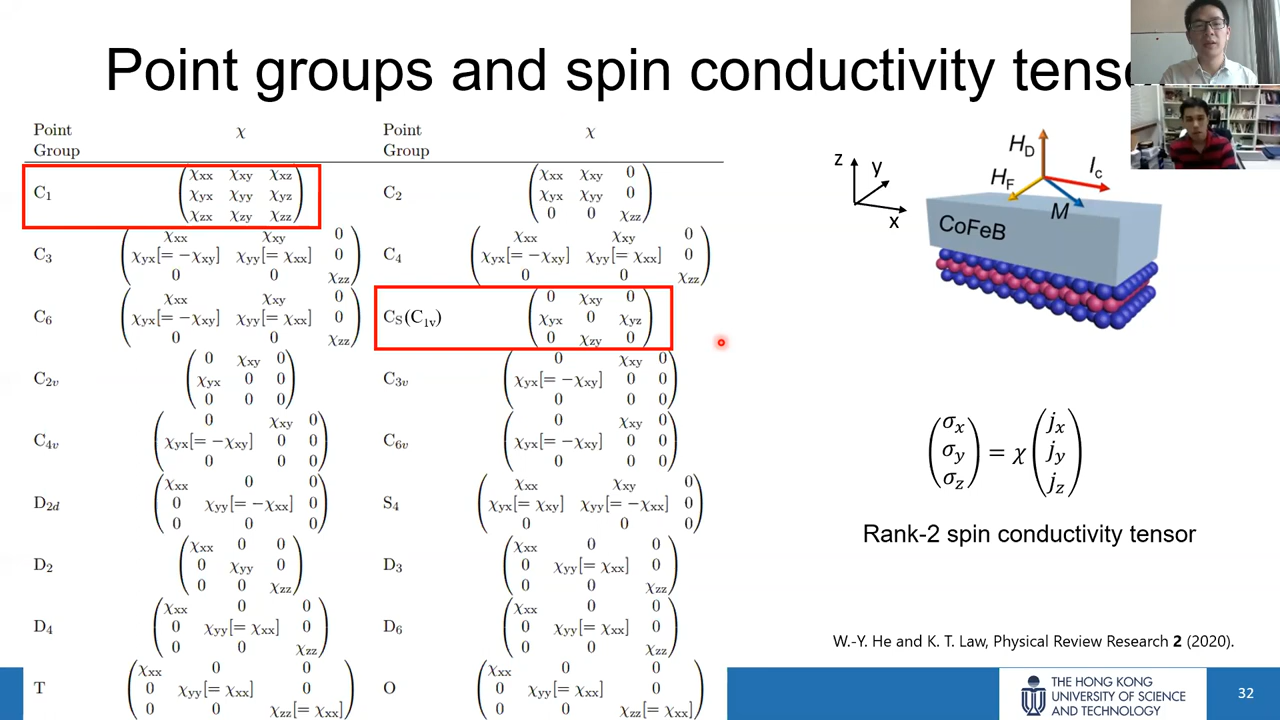 Point groups and spin conductivity tenso
Point Group χ Point Group χ
C₁ (χxx χxy χxz
χyx χyy χyz
χzx χzy χzz)
C₂ (χxx χxy 0
χyx χyy 0
0 0 χzz)
C₃ (χxx χxy 0
χyx[= −χxy] χyy[= χxx] 0
0 0 χzz)
C₄ (χxx χxy 0
χyx[= −χxy] χyy[= χxx] 0
0 0 χzz)
C₆ (χxx χxy 0
χyx[= −χxy] χyy[= χxx] 0
0 0 χzz)
CS(C1v) (0 χxy 0
χyx 0 χyz
0 χzy 0)
C2v (0 χxy 0
χyx 0 0
0 0 0)
C3v (0 χxy 0
χyx[= −χxy] 0 0
0 0 0)
C4v (0 χxy 0
χyx[= −χxy] 0 0
0 0 0)
C6v (0 χxy 0
χyx[= −χxy] 0 0
0 0 0)
D2d (χxx 0 0
0 χyy[= −χxx] 0
0 0 0)
S₄ (χxx χxy 0
χyx[= χxy] χyy[= −χxx] 0
0 0 0)
D₂ (χxx 0 0
0 χyy 0
0 0 χzz)
D₃ (χxx 0 0
0 χyy[= χxx] 0
0 0 χzz)
D₄ (χxx 0 0
0 χyy[= χxx] 0
0 0 χzz)
D₆ (χxx 0 0
0 χyy[= χxx] 0
0 0 χzz)
T (χxx 0 0
0 χyy[= χxx] 0
0 0 χzz[= χxx])
O (χxx 0 0
0 χyy[= χxx] 0
0 0 χzz[= χxx])
z y x
HD
HF
Ic
M
CoFeB
(σx
σy
σz) = χ (jx
jy
jz)
Rank-2 spin conductivity tensor
W.-Y. He and K. T. Law, Physical Review Research 2 (2020).
THE HONG KONG
UNIVERSITY OF SCIENCE
AND TECHNOLOGY
32